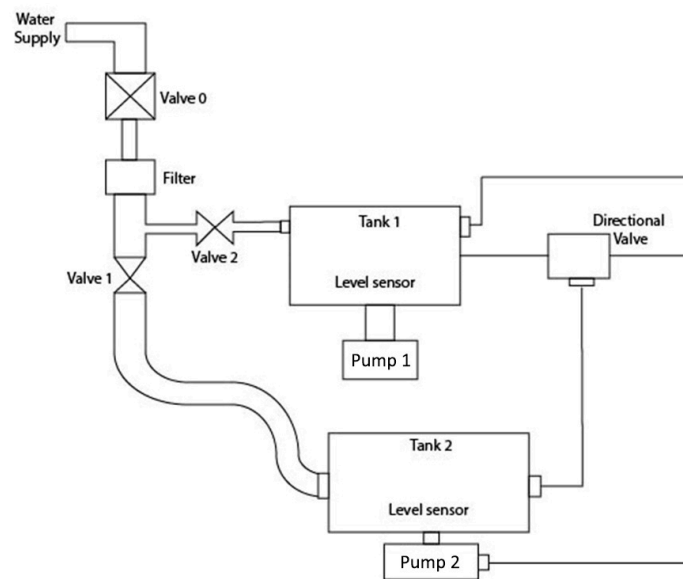 Water
Supply
Valve 0
Filter
Valve 2
Valve 1
Tank 1
Level sensor
Pump 1
Directional
Valve
Tank 2
Level sensor
Pump 2